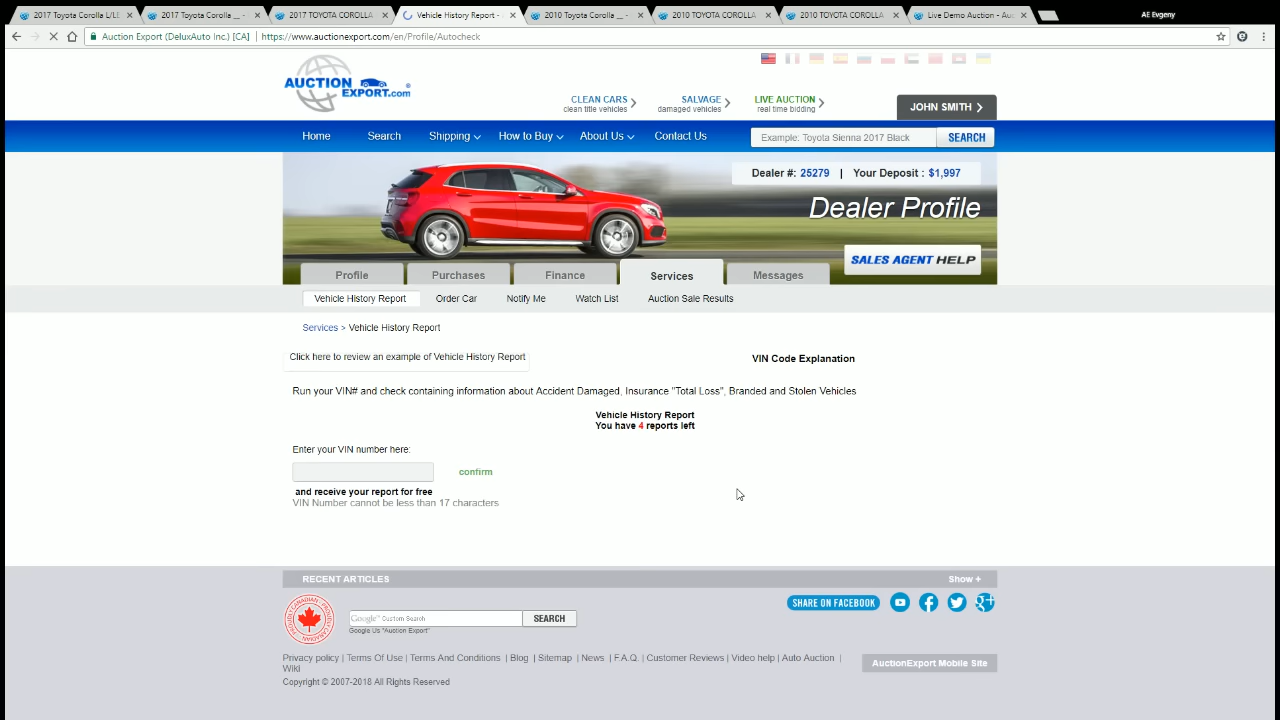 2017 Toyota Corolla L/LI
2017 Toyota Corolla __ -
2017 TOYOTA COROLLA
Vehicle History Report -
2010 Toyota Corolla __ -
2010 TOYOTA COROLLA
2010 TOYOTA COROLLA
Live Demo Auction - Auc
AE Evgeny
Auction Export (DeluxAuto Inc.) [CA] https://www.auctionexport.com/en/Profile/Autocheck
AUCTION
EXPORT.com
CLEAN CARS
clean title vehicles
SALVAGE
damaged vehicles
LIVE AUCTION
real time bidding
JOHN SMITH
Home Search Shipping How to Buy About Us Contact Us
Example: Toyota Sienna 2017 Black SEARCH
Dealer #: 25279 | Your Deposit : $1,997
Dealer Profile
SALES AGENT HELP
Profile Purchases Finance Services Messages
Vehicle History Report Order Car Notify Me Watch List Auction Sale Results
Services > Vehicle History Report
Click here to review an example of Vehicle History Report
VIN Code Explanation
Run your VIN# and check containing information about Accident Damaged, Insurance "Total Loss", Branded and Stolen Vehicles
Vehicle History Report
You have 4 reports left
Enter your VIN number here:
confirm
and receive your report for free
VIN Number cannot be less than 17 characters
RECENT ARTICLES Show +
SHARE ON FACEBOOK
Google™ Custom Search SEARCH
Google Us "Auction Export"
Privacy policy | Terms Of Use | Terms And Conditions | Blog | Sitemap | News | F.A.Q. | Customer Reviews | Video help | Auto Auction |
Wiki
AuctionExport Mobile Site
Copyright © 2007-2018 All Rights Reserved